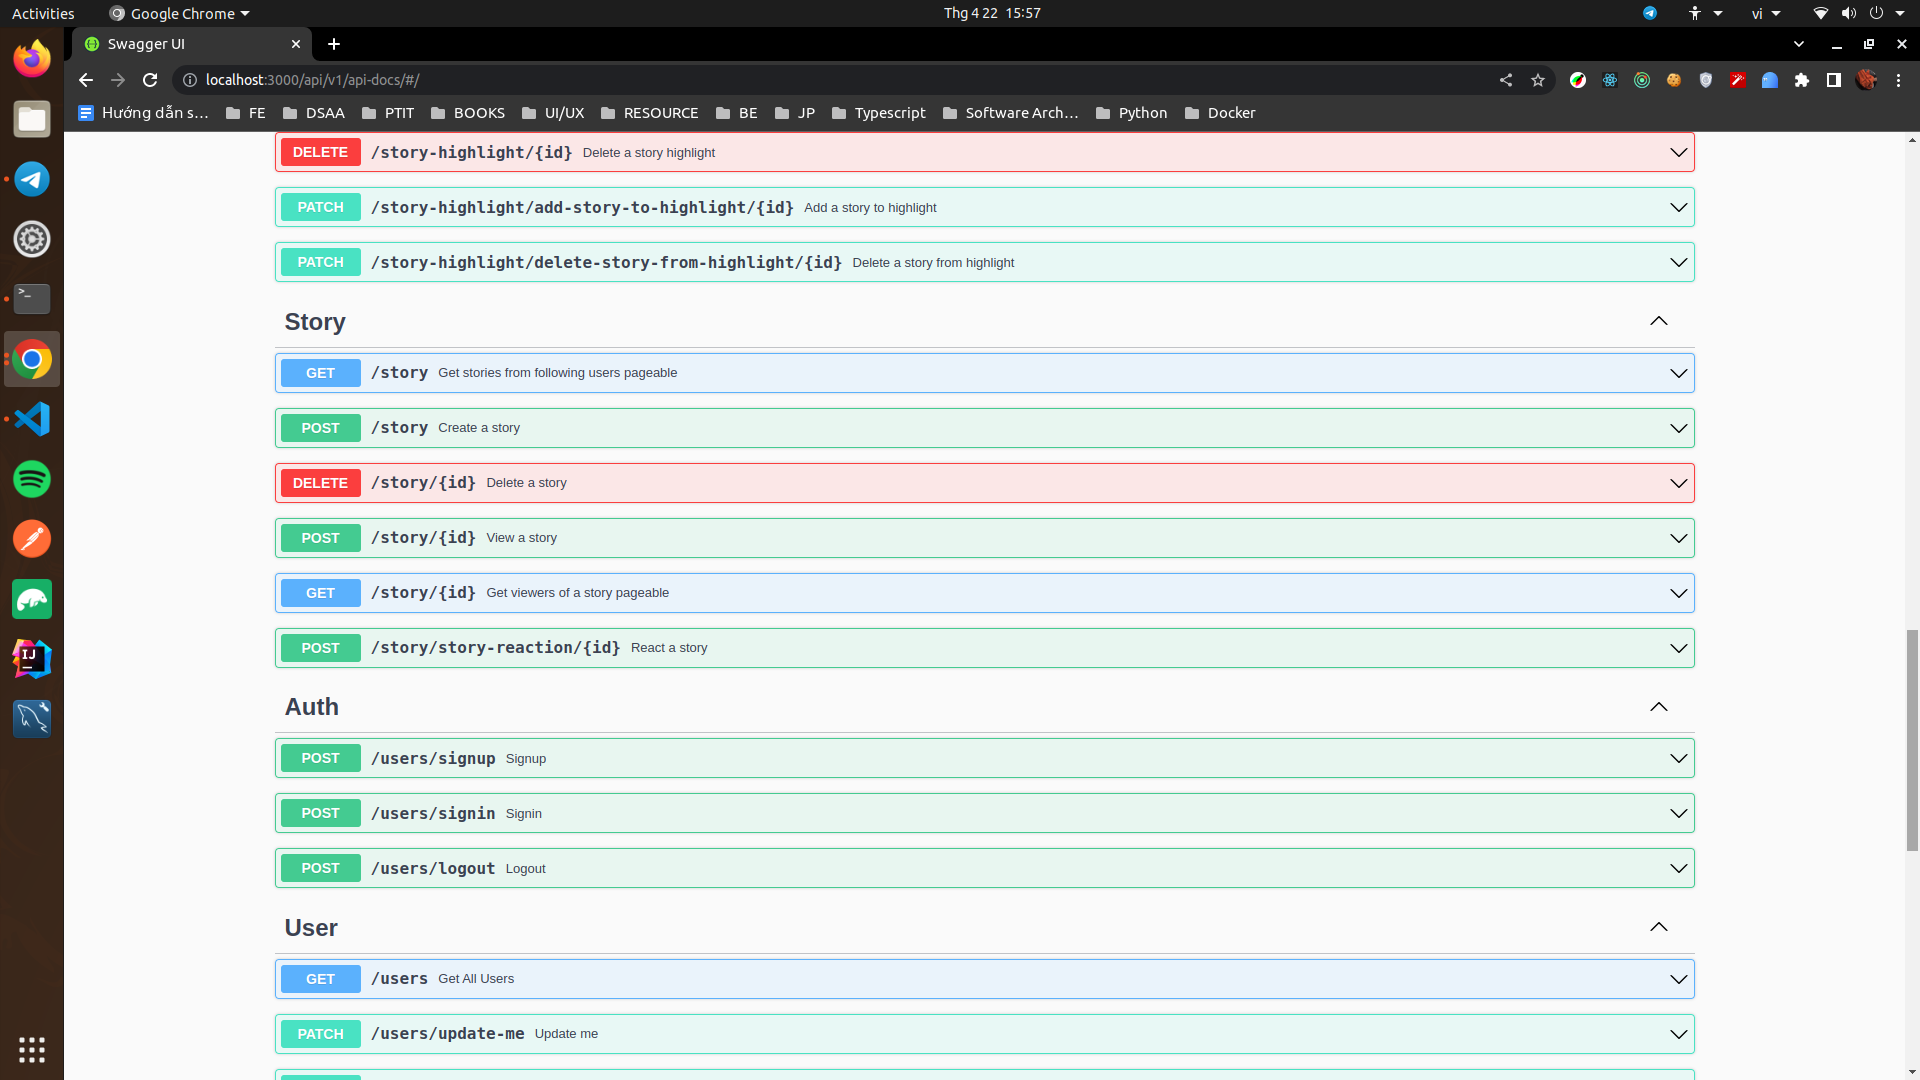 Activities
Google Chrome
Thg 4 22 15:57
vi
Swagger UI
localhost:3000/api/v1/api-docs/#/
Hướng dẫn s...
FE
DSAA
PTIT
BOOKS
UI/UX
RESOURCE
BE
JP
Typescript
Software Arch...
Python
Docker
DELETE /story-highlight/{id} Delete a story highlight
PATCH /story-highlight/add-story-to-highlight/{id} Add a story to highlight
PATCH /story-highlight/delete-story-from-highlight/{id} Delete a story from highlight
Story
GET /story Get stories from following users pageable
POST /story Create a story
DELETE /story/{id} Delete a story
POST /story/{id} View a story
GET /story/{id} Get viewers of a story pageable
POST /story/story-reaction/{id} React a story
Auth
POST /users/signup Signup
POST /users/signin Signin
POST /users/logout Logout
User
GET /users Get All Users
PATCH /users/update-me Update me